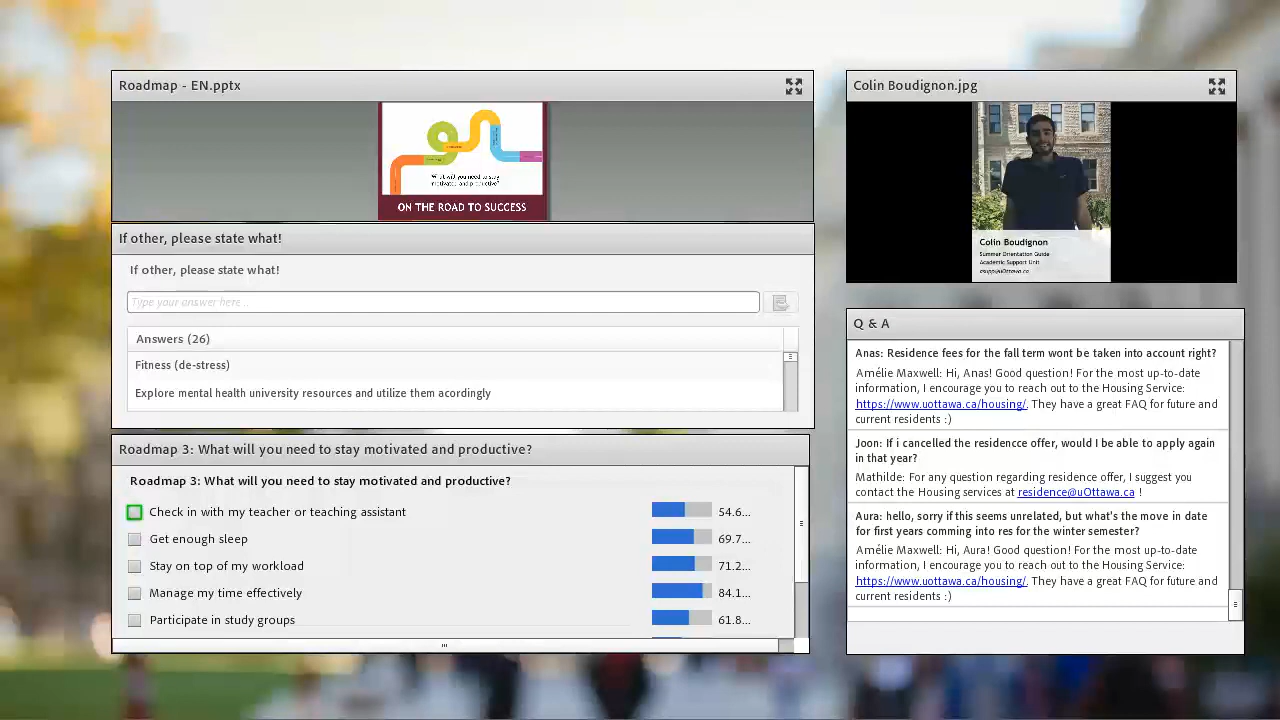 Roadmap - EN.pptx
What will you need to stay
motivated and productive?
ON THE ROAD TO SUCCESS
If other, please state what!
If other, please state what!
Type your answer here ...
Answers (26)
Fitness (de-stress)
Explore mental health university resources and utilize them acordingly
Roadmap 3: What will you need to stay motivated and productive?
Roadmap 3: What will you need to stay motivated and productive?
Check in with my teacher or teaching assistant 54.6...
Get enough sleep 69.7...
Stay on top of my workload 71.2...
Manage my time effectively 84.1...
Participate in study groups 61.8...
Colin Boudignon.jpg
Colin Boudignon
Summer Orientation Guide
Academic Support Unit
asupp@uOttawa.ca
Q & A
Anas: Residence fees for the fall term wont be taken into account right?
Amélie Maxwell: Hi, Anas! Good question! For the most up-to-date
information, I encourage you to reach out to the Housing Service:
https://www.uottawa.ca/housing/. They have a great FAQ for future and
current residents :)
Joon: If i cancelled the residencce offer, would I be able to apply again
in that year?
Mathilde: For any question regarding residence offer, I suggest you
contact the Housing services at residence@uOttawa.ca !
Aura: hello, sorry if this seems unrelated, but what's the move in date
for first years comming into res for the winter semester?
Amélie Maxwell: Hi, Aura! Good question! For the most up-to-date
information, I encourage you to reach out to the Housing Service:
https://www.uottawa.ca/housing/. They have a great FAQ for future and
current residents :)